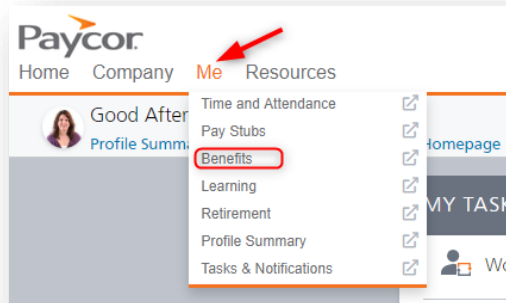 Paycor
Home Company Me Resources
Time and Attendance
Good After
Pay Stubs
Profile Summa
Homepage
Benefits
Learning
MY TASK
Retirement
Profile Summary
Wo
Tasks & Notifications